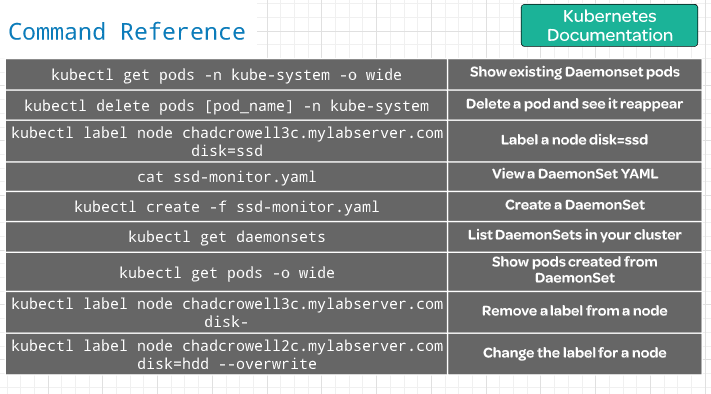 Command Reference
Kubernetes
Documentation
kubectl get pods -n kube-system -o wide
Show existing Daemonset pods
kubectl delete pods [pod_name] -n kube-system
Delete a pod and see it reappear
kubectl label node chadcrowell3c.mylabserver.com
disk=ssd
Label a node disk=ssd
cat ssd-monitor.yaml
View a DaemonSet YAML
kubectl create -f ssd-monitor.yaml
Create a DaemonSet
kubectl get daemonsets
List DaemonSets in your cluster
kubectl get pods -o wide
Show pods created from
DaemonSet
kubectl label node chadcrowell3c.mylabserver.com
disk-
Remove a label from a node
kubectl label node chadcrowell2c.mylabserver.com
disk=hdd --overwrite
Change the label for a node